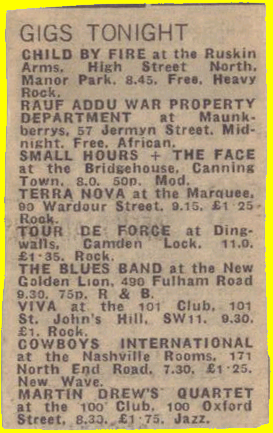 GIGS TONIGHT
CHILD BY FIRE at the Ruskin
Arms, High Street North,
Manor Park. 8.45. Free. Heavy
Rock.
RAUF ADDU WAR PROPERTY
DEPARTMENT at Maunk-
berrys, 57 Jermyn Street. Mid-
night. Free. African.
SMALL HOURS + THE FACE
at the Bridgehouse, Canning
Town. 8.0. 50p. Mod.
TERRA NOVA at the Marquee,
90 Wardour Street. 9.15. £1·25
Rock.
TOUR DE FORCE at Ding-
walls, Camden Lock. 11.0.
£1·35. Rock.
THE BLUES BAND at the New
Golden Lion, 490 Fulham Road
9.30. 75p. R & B.
VIVA at the 101 Club, 101
St. John's Hill, SW11. 9.30.
£1. Rock.
COWBOYS INTERNATIONAL
at the Nashville Rooms, 171
North End Road. 7.30. £1·25.
New Wave.
MARTIN DREW'S QUARTET
at the 100 Club, 100 Oxford
Street, 8.30. £1·75. Jazz.